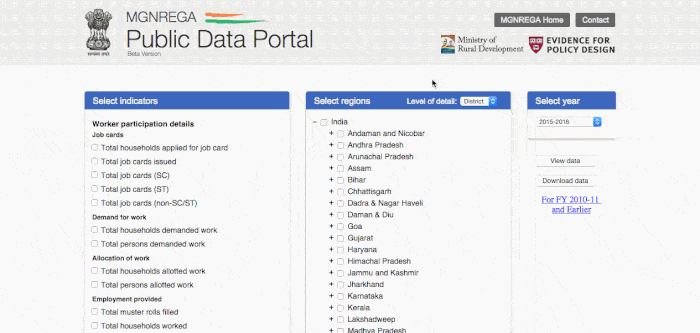 MGNREGA
Public Data Portal
Beta Version
MGNREGA Home
Contact
Ministry of
Rural Development
EVIDENCE FOR
POLICY DESIGN
Select indicators
Worker participation details
Job cards
Total households applied for job card
Total job cards issued
Total job cards (SC)
Total job cards (ST)
Total job cards (non-SC/ST)
Demand for work
Total households demanded work
Total persons demanded work
Allocation of work
Total households allotted work
Total persons allotted work
Employment provided
Total muster rolls filled
Total households worked
Select regions
Level of detail: District
India
Andaman and Nicobar
Andhra Pradesh
Arunachal Pradesh
Assam
Bihar
Chhattisgarh
Dadra & Nagar Haveli
Daman & Diu
Goa
Gujarat
Haryana
Himachal Pradesh
Jammu and Kashmir
Jharkhand
Karnataka
Kerala
Lakshadweep
Madhya Pradesh
Select year
2015-2016
View data
Download data
For FY 2010-11
and Earlier